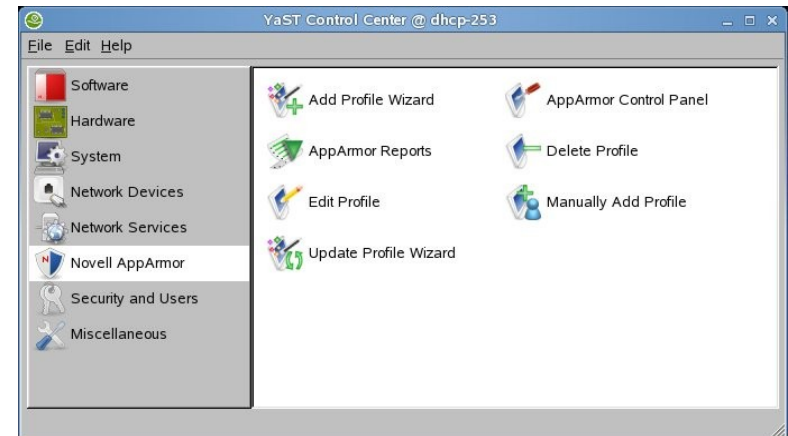 YaST Control Center @ dhcp-253
File Edit Help
Software
Hardware
System
Network Devices
Network Services
Novell AppArmor
Security and Users
Miscellaneous
Add Profile Wizard
AppArmor Control Panel
AppArmor Reports
Delete Profile
Edit Profile
Manually Add Profile
Update Profile Wizard